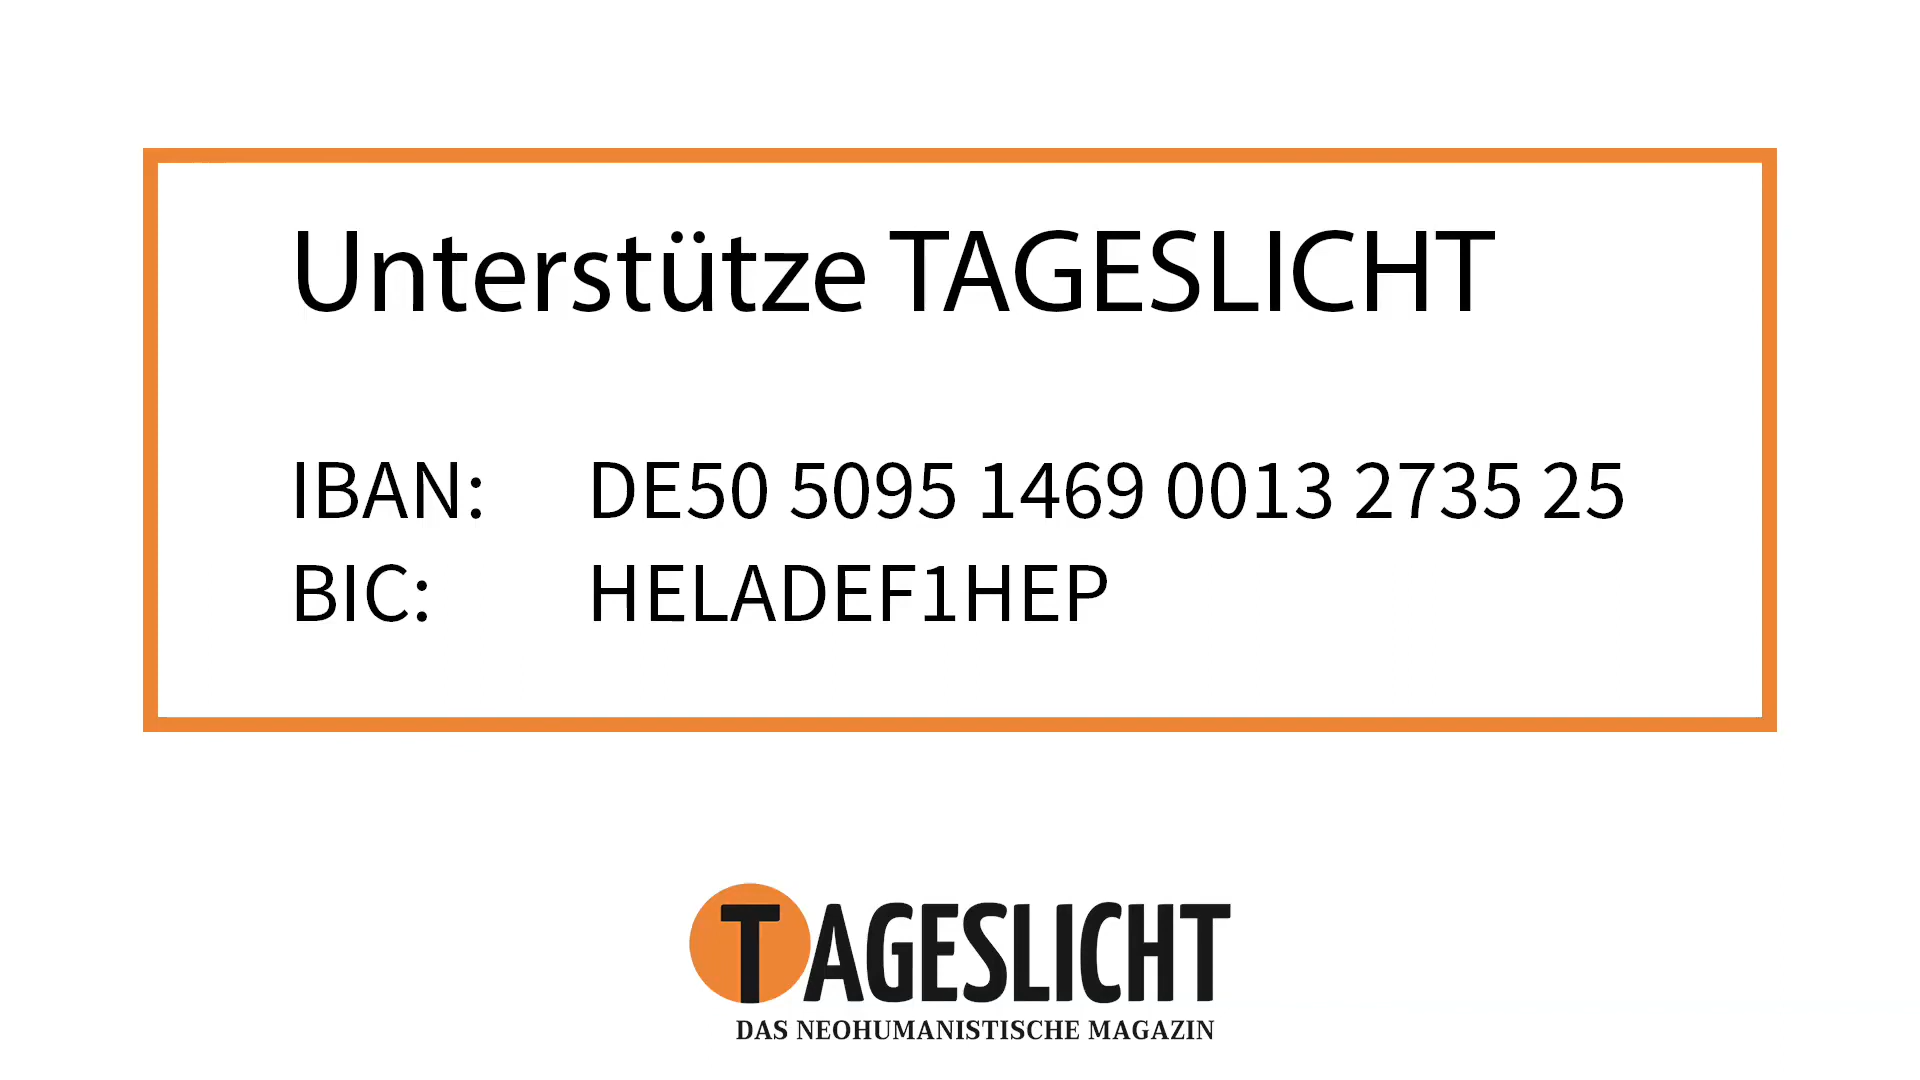 Unterstütze TAGESLICHT
IBAN: DE50 5095 1469 0013 2735 25
BIC: HELADEF1HEP
TAGESLICHT
DAS NEOHUMANISTISCHE MAGAZIN